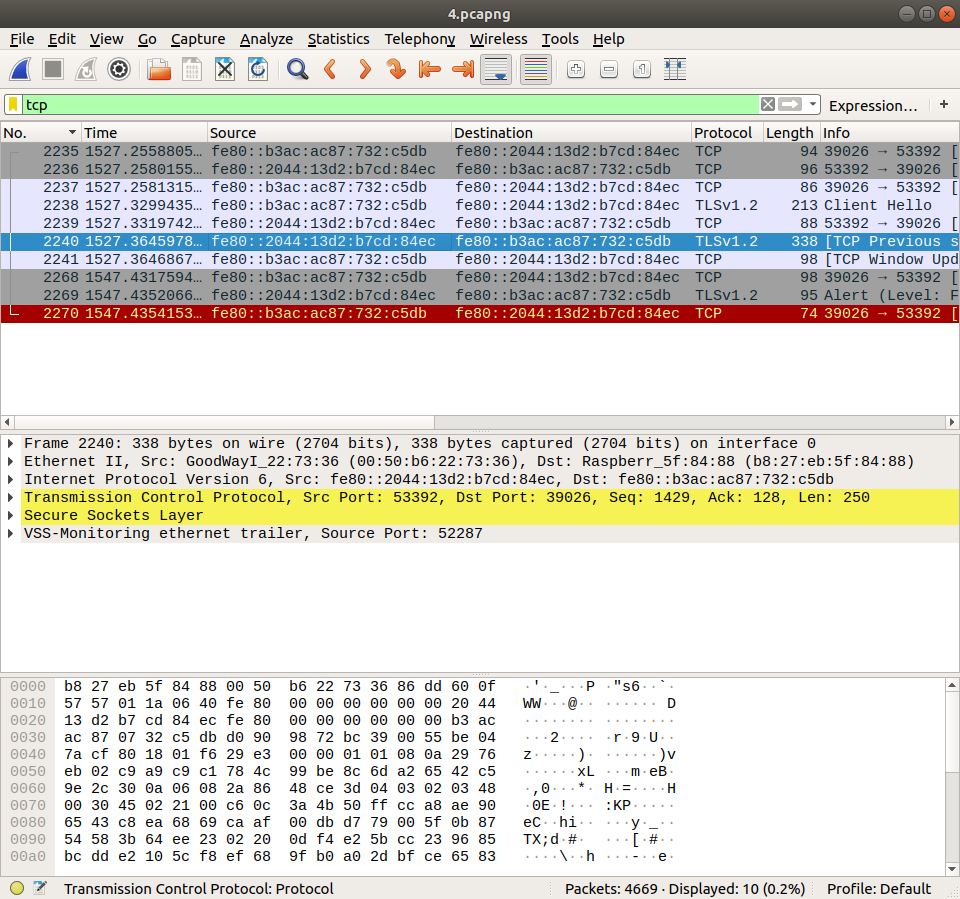 4.pcapng
File Edit View Go Capture Analyze Statistics Telephony Wireless Tools Help
tcp Expression… +
No. Time Source Destination Protocol Length Info
2235 1527.2558805… fe80::b3ac:ac87:732:c5db fe80::2044:13d2:b7cd:84ec TCP 94 39026 → 53392 [
2236 1527.2580155… fe80::2044:13d2:b7cd:84ec fe80::b3ac:ac87:732:c5db TCP 96 53392 → 39026 [
2237 1527.2581315… fe80::b3ac:ac87:732:c5db fe80::2044:13d2:b7cd:84ec TCP 86 39026 → 53392 [
2238 1527.3299435… fe80::b3ac:ac87:732:c5db fe80::2044:13d2:b7cd:84ec TLSv1.2 213 Client Hello
2239 1527.3319742… fe80::2044:13d2:b7cd:84ec fe80::b3ac:ac87:732:c5db TCP 88 53392 → 39026 [
2240 1527.3645978… fe80::2044:13d2:b7cd:84ec fe80::b3ac:ac87:732:c5db TLSv1.2 338 [TCP Previous s
2241 1527.3646867… fe80::b3ac:ac87:732:c5db fe80::2044:13d2:b7cd:84ec TCP 98 [TCP Window Upd
2268 1547.4317594… fe80::b3ac:ac87:732:c5db fe80::2044:13d2:b7cd:84ec TCP 98 39026 → 53392 [
2269 1547.4352066… fe80::2044:13d2:b7cd:84ec fe80::b3ac:ac87:732:c5db TLSv1.2 95 Alert (Level: F
2270 1547.4354153… fe80::b3ac:ac87:732:c5db fe80::2044:13d2:b7cd:84ec TCP 74 39026 → 53392 [
Frame 2240: 338 bytes on wire (2704 bits), 338 bytes captured (2704 bits) on interface 0
Ethernet II, Src: GoodWayI_22:73:36 (00:50:b6:22:73:36), Dst: Raspberr_5f:84:88 (b8:27:eb:5f:84:88)
Internet Protocol Version 6, Src: fe80::2044:13d2:b7cd:84ec, Dst: fe80::b3ac:ac87:732:c5db
Transmission Control Protocol, Src Port: 53392, Dst Port: 39026, Seq: 1429, Ack: 128, Len: 250
Secure Sockets Layer
VSS-Monitoring ethernet trailer, Source Port: 52287
0000 b8 27 eb 5f 84 88 00 50 b6 22 73 36 86 dd 60 0f ·'·_···P ·"s6··`·
0010 57 57 01 1a 06 40 fe 80 00 00 00 00 00 00 20 44 WW···@·· ······ D
0020 13 d2 b7 cd 84 ec fe 80 00 00 00 00 00 00 b3 ac ········ ········
0030 ac 87 07 32 c5 db d0 90 98 72 bc 39 00 55 be 04 ···2···· ·r·9·U··
0040 7a cf 80 18 01 f6 29 e3 00 00 01 01 08 0a 29 76 z·····)· ······)v
0050 eb 02 c9 a9 c9 c1 78 4c 99 be 8c 6d a2 65 42 c5 ······xL ···m·eB·
0060 9e 2c 30 0a 06 08 2a 86 48 ce 3d 04 03 02 03 48 ·,0···*· H·=····H
0070 00 30 45 02 21 00 c6 0c 3a 4b 50 ff cc a8 ae 90 ·0E·!··· :KP·····
0080 65 43 c8 ea 68 69 ca af 00 db d7 79 00 5f 0b 87 eC··hi·· ···y·_··
0090 54 58 3b 64 ee 23 02 20 0d f4 e2 5b cc 23 96 85 TX;d·#· ···[·#··
00a0 bc dd e2 10 5c f8 ef 68 9f b0 a0 2d bf ce 65 83 ····\··h ···-··e·
Transmission Control Protocol: Protocol Packets: 4669 · Displayed: 10 (0.2%) Profile: Default